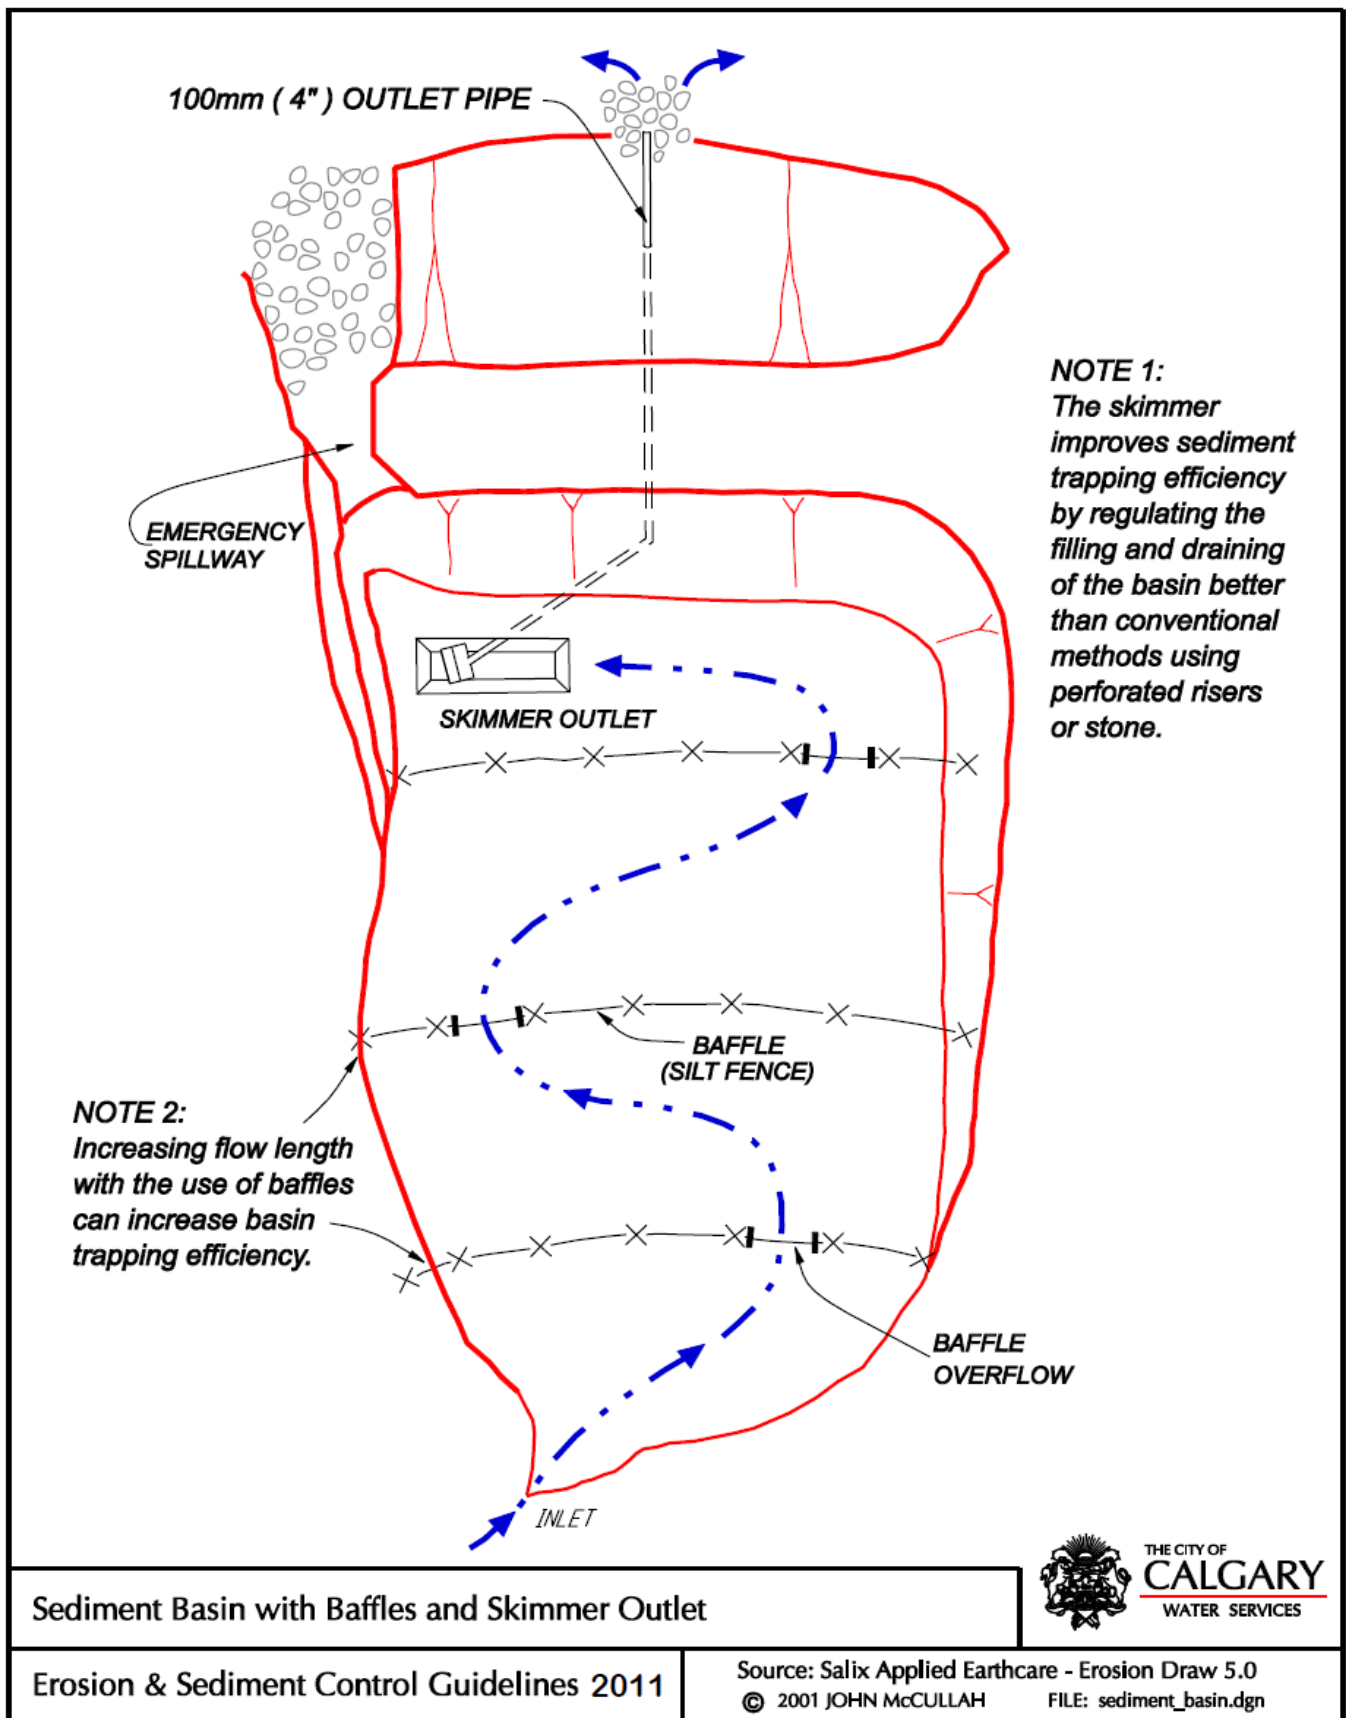 100mm ( 4" ) OUTLET PIPE
NOTE 1:
The skimmer
improves sediment
trapping efficiency
by regulating the
filling and draining
of the basin better
than conventional
methods using
perforated risers
or stone.
EMERGENCY
SPILLWAY
SKIMMER OUTLET
BAFFLE
(SILT FENCE)
NOTE 2:
Increasing flow length
with the use of baffles
can increase basin
trapping efficiency.
BAFFLE
OVERFLOW
INLET
Sediment Basin with Baffles and Skimmer Outlet
THE CITY OF
CALGARY
WATER SERVICES
Erosion & Sediment Control Guidelines 2011
Source: Salix Applied Earthcare - Erosion Draw 5.0
© 2001 JOHN McCULLAH FILE: sediment_basin.dgn